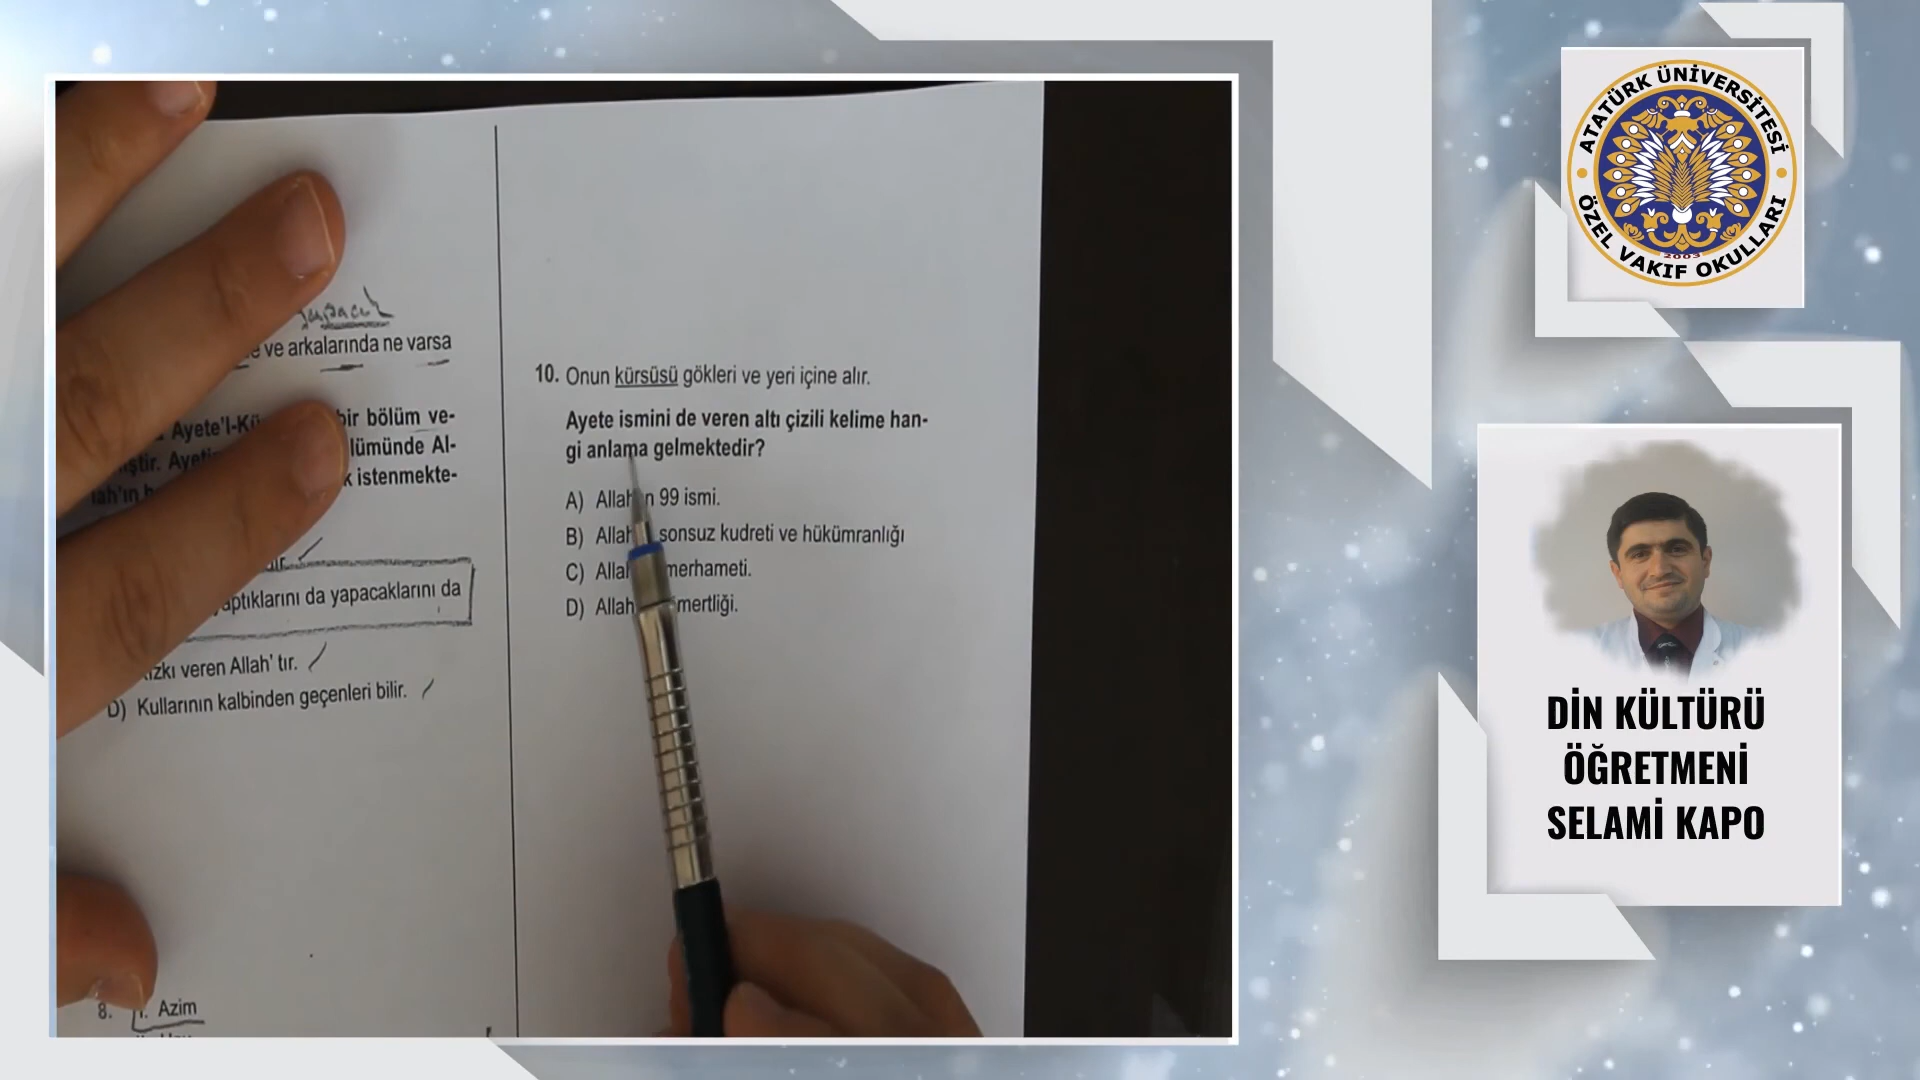 yapacak
ve arkalarında ne varsa
Ayete'l-Kü bir bölüm ve-
lümünde Al-
k istenmekte-
aptıklarını da yapacaklarını da
ızkı veren Allah' tır.
D) Kullarının kalbinden geçenleri bilir.
8. I. Azim
10. Onun kürsüsü gökleri ve yeri içine alır.
Ayete ismini de veren altı çizili kelime han-
gi anlama gelmektedir?
A) Allah'ın 99 ismi.
B) Allah sonsuz kudreti ve hükümranlığı
C) Allah merhameti.
D) Allah mertliği.
ATATÜRK ÜNİVERSİTESİ
ÖZEL VAKIF OKULLARI
2003
DİN KÜLTÜRÜ
ÖĞRETMENİ
SELAMİ KAPO